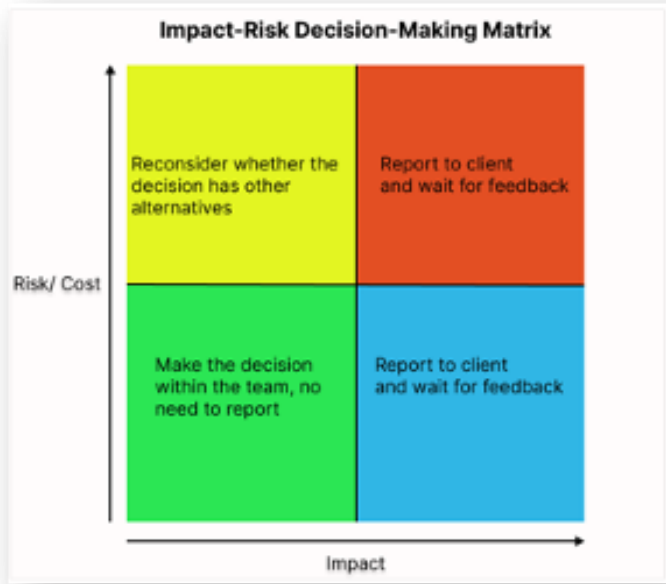 Impact-Risk Decision-Making Matrix
Reconsider whether the
decision has other
alternatives
Report to client
and wait for feedback
Risk/ Cost
Make the decision
within the team, no
need to report
Report to client
and wait for feedback
Impact